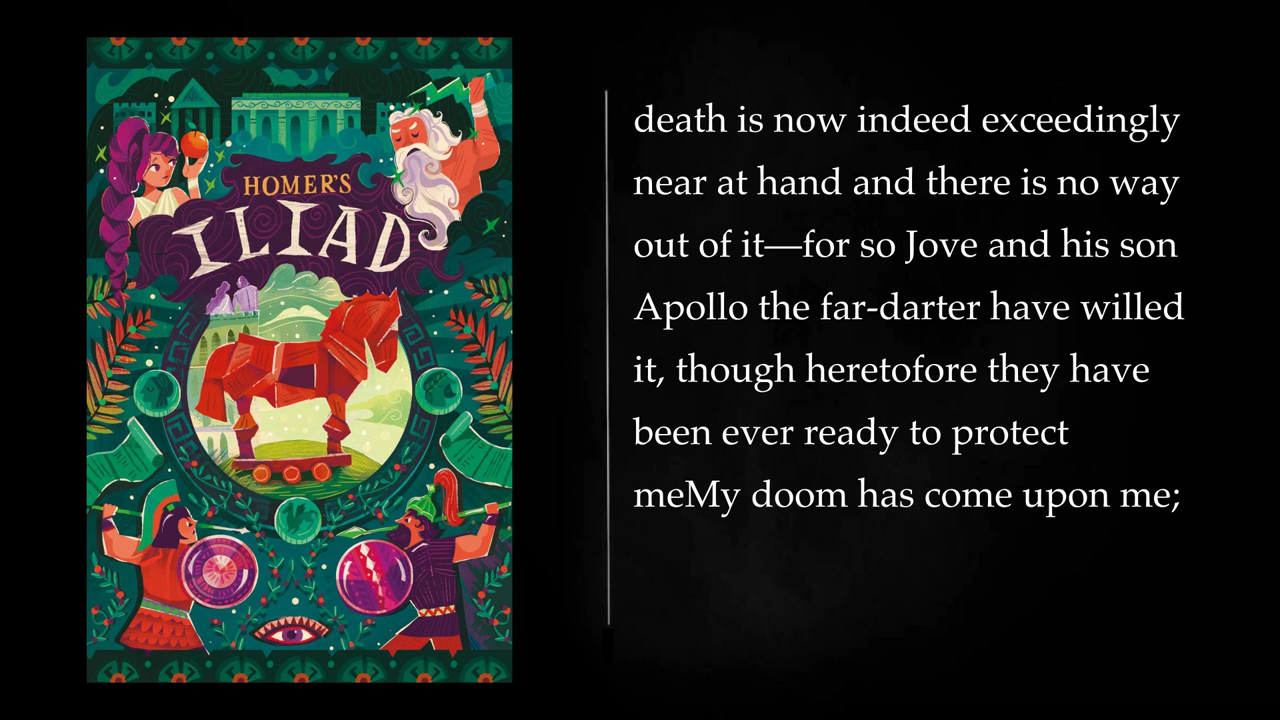 HOMER'S
ILIAD
death is now indeed exceedingly
near at hand and there is no way
out of it—for so Jove and his son
Apollo the far-darter have willed
it, though heretofore they have
been ever ready to protect
meMy doom has come upon me;